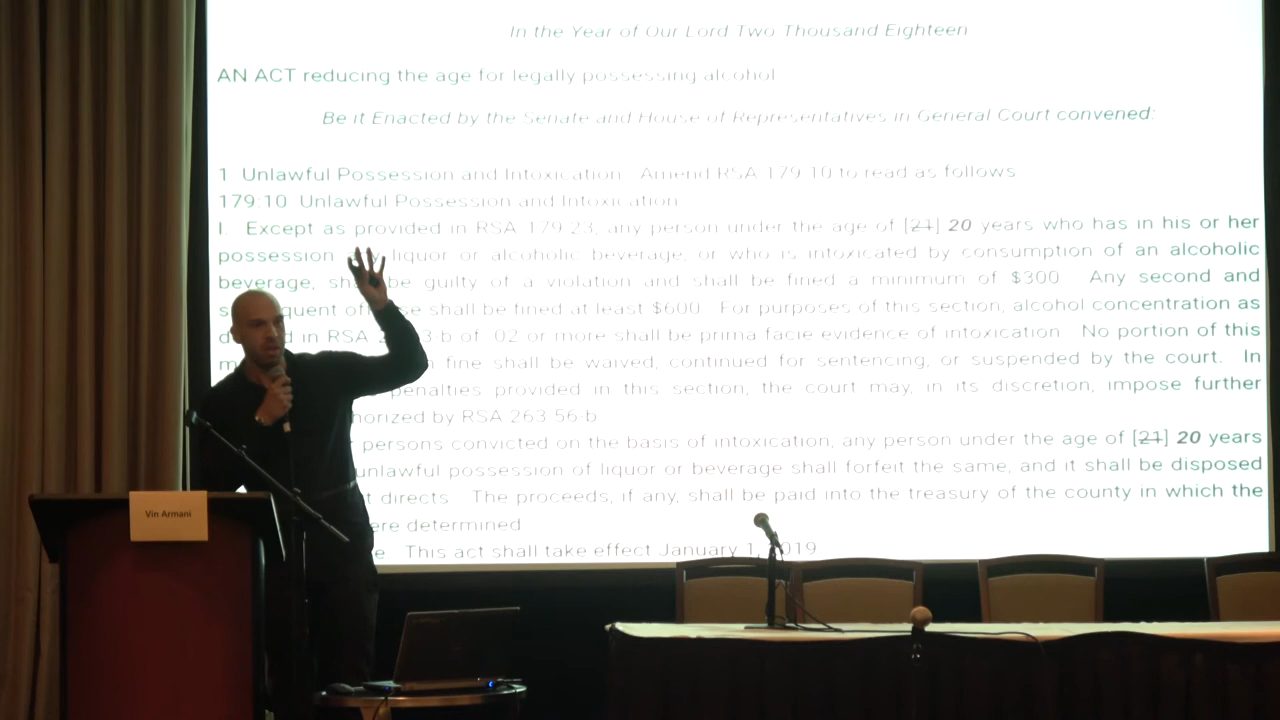 In the Year of Our Lord Two Thousand Eighteen
AN ACT reducing the age for legally possessing alcohol
Be it Enacted by the Senate and House of Representatives in General Court convened:
1 Unlawful Possession and Intoxication Amend RSA 179 10 to read as follows
179:10 Unlawful Possession and Intoxication
I. Except as provided in RSA 179 23, any person under the age of [21] 20 years who has in his or her
possession liquor or alcoholic beverage, or who is intoxicated by consumption of an alcoholic
beverage, be guilty of a violation and shall be fined a minimum of $300 Any second and
shall be fined at least $600 For purposes of this section, alcohol concentration as
in RSA b of 02 or more shall be prima facie evidence of intoxication No portion of this
fine shall be waived, continued for sentencing, or suspended by the court. In
penalties provided in this section, the court may, in its discretion, impose further
by RSA 263 56-b
persons convicted on the basis of intoxication, any person under the age of [21] 20 years
unlawful possession of liquor or beverage shall forfeit the same, and it shall be disposed
directs The proceeds, if any, shall be paid into the treasury of the county in which the
determined
This act shall take effect January 1, 2019
Vin Armani